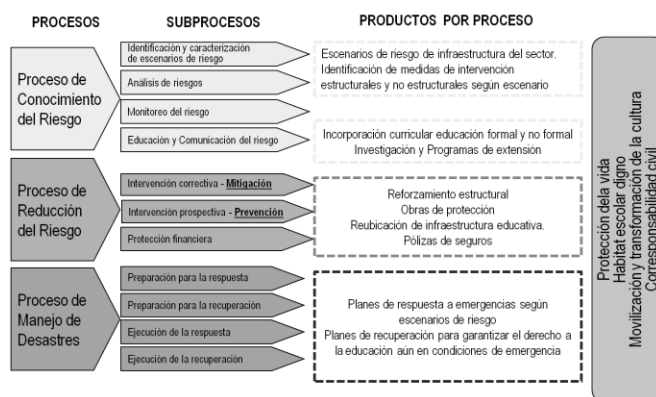 PROCESOS
SUBPROCESOS
PRODUCTOS POR PROCESO
Proceso de
Conocimiento
del Riesgo
Identificación y caracterización
de escenarios de riesgo
Análisis de riesgos
Monitoreo del riesgo
Educación y Comunicación del riesgo
Escenarios de riesgo de infraestructura del sector.
Identificación de medidas de intervención
estructurales y no estructurales según escenario
Incorporación curricular educación formal y no formal
Investigación y Programas de extensión
Proceso de
Reducción
del Riesgo
Intervención correctiva - Mitigación
Intervención prospectiva - Prevención
Protección financiera
Reforzamiento estructural
Obras de protección
Reubicación de infraestructura educativa.
Pólizas de seguros
Proceso de
Manejo de
Desastres
Preparación para la respuesta
Preparación para la recuperación
Ejecución de la respuesta
Ejecución de la recuperación
Planes de respuesta a emergencias según
escenarios de riesgo
Planes de recuperación para garantizar el derecho a
la educación aún en condiciones de emergencia
Protección dela vida
Hábitat escolar digno
Movilización y transformación de la cultura
Corresponsabilidad civil